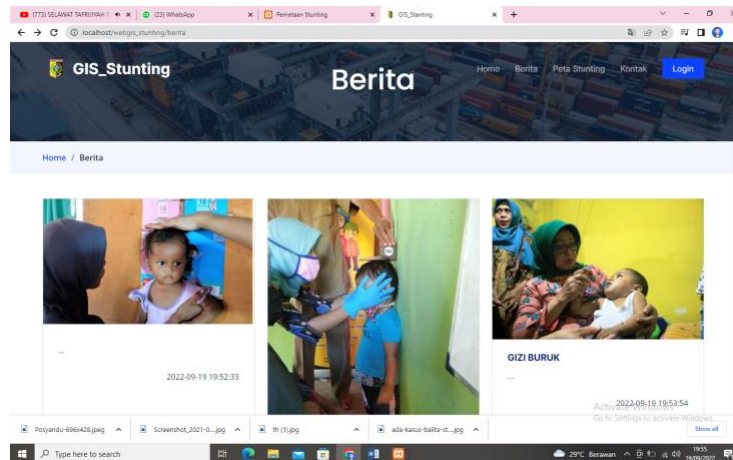 (773) SELAWAT TAFRIJIYAH
(23) WhatsApp
Pemetaan Stunting
GIS_Stanting
localhost/webgis_stunting/berita
GIS_Stunting
Berita
Home Berita Peta Stunting Kontak Login
Home / Berita
...
2022-09-19 19:52:33
GIZI BURUK
...
2022-09-19 19:53:54
Activate Windows
Go to Settings to activate Windows.
Posyandu-696x428.jpeg
Screenshot_2021-0....jpg
th (1).jpg
ada-kasus-balita-st....jpg
Show all
Type here to search
29°C Berawan
19:55
19/09/2022